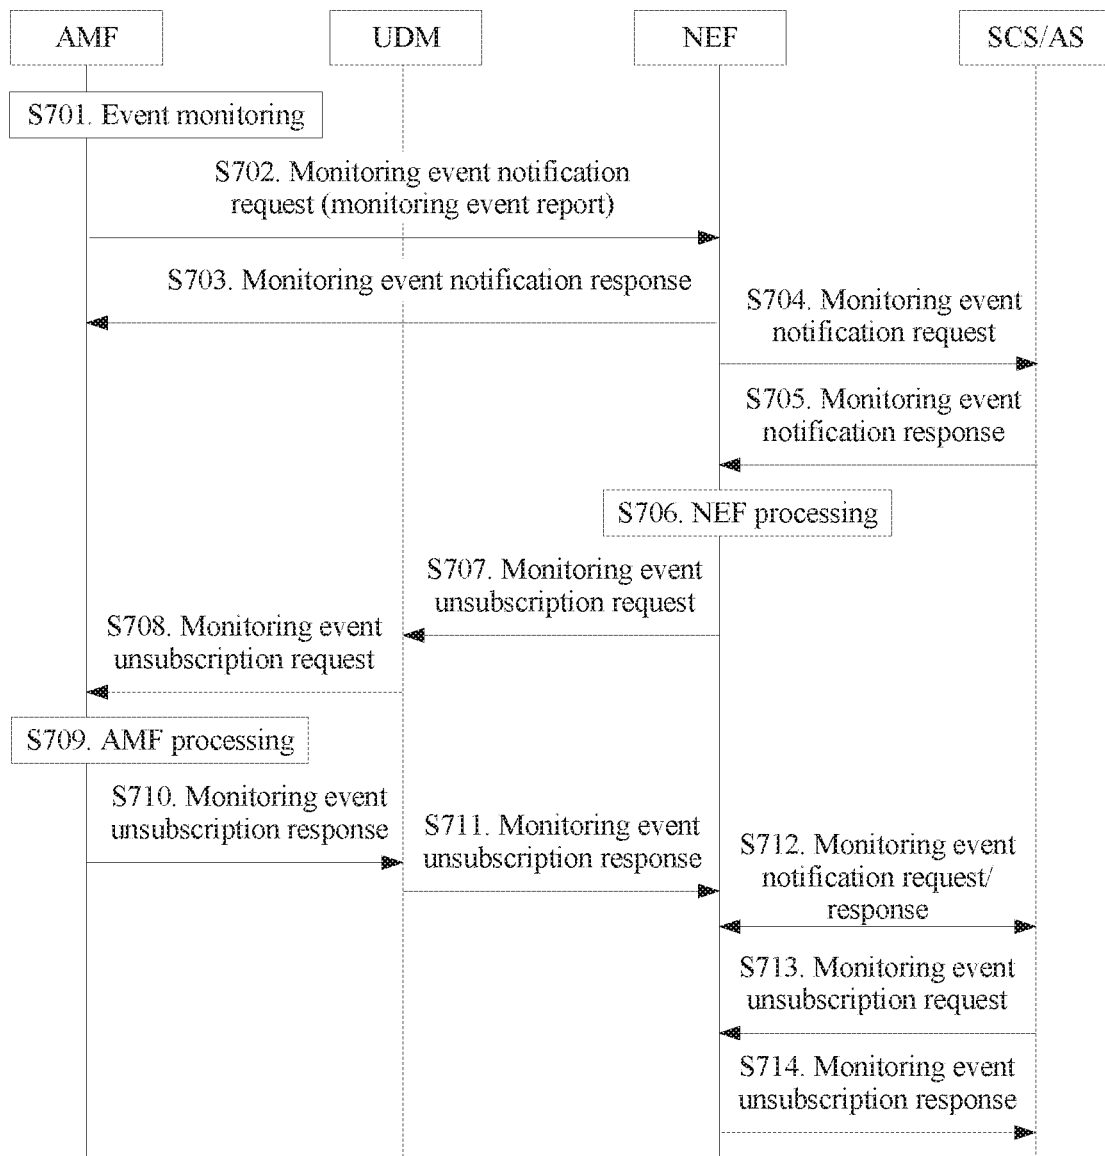 AMF
UDM
NEF
SCS/AS
S701. Event monitoring
S702. Monitoring event notification
request (monitoring event report)
S703. Monitoring event notification response
S704. Monitoring event
notification request
S705. Monitoring event
notification response
S706. NEF processing
S707. Monitoring event
unsubscription request
S708. Monitoring event
unsubscription request
S709. AMF processing
S710. Monitoring event
unsubscription response
S711. Monitoring event
unsubscription response
S712. Monitoring event
notification request/
response
S713. Monitoring event
unsubscription request
S714. Monitoring event
unsubscription response